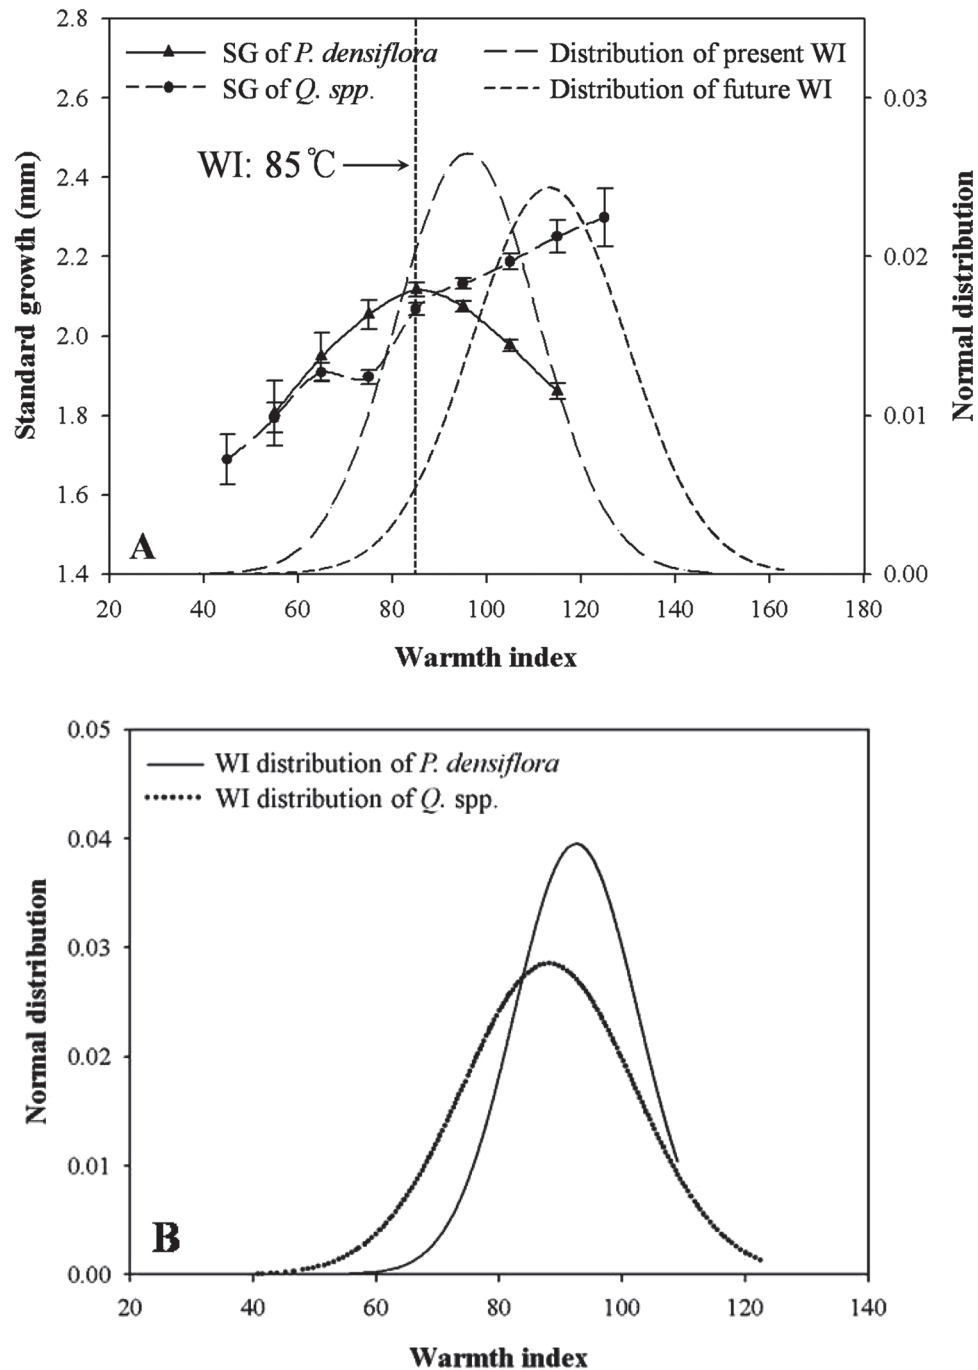 2.8
SG of P. densiflora
Distribution of present WI
SG of Q. spp.
Distribution of future WI
2.6
0.03
WI: 85℃
2.4
2.2
0.02
2.0
1.8
0.01
1.6
A
1.4
0.00
Standard growth (mm)
Normal distribution
20 40 60 80 100 120 140 160 180
Warmth index
0.05
WI distribution of P. densiflora
WI distribution of Q. spp.
0.04
0.03
0.02
0.01
B
0.00
Normal distribution
20 40 60 80 100 120 140
Warmth index